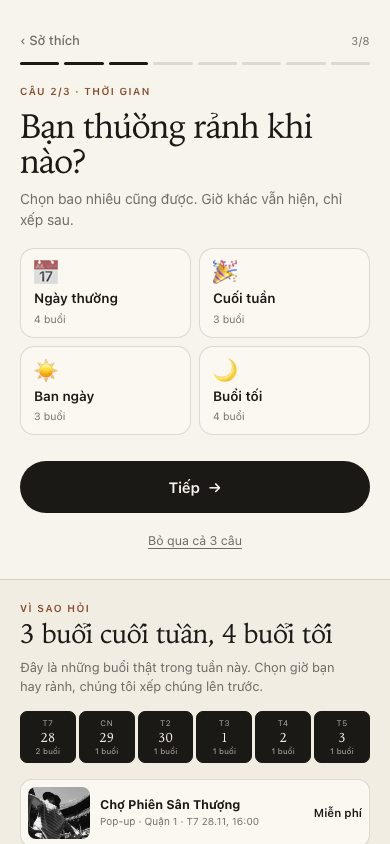 ‹ Sở thích
3/8
CÂU 2/3 · THỜI GIAN
Bạn thường rảnh khi
nào?
Chọn bao nhiêu cũng được. Giờ khác vẫn hiện, chỉ
xếp sau.
17
Ngày thường
4 buổi
Cuối tuần
3 buổi
Ban ngày
3 buổi
Buổi tối
4 buổi
Tiếp →
Bỏ qua cả 3 câu
VÌ SAO HỎI
3 buổi cuối tuần, 4 buổi tối
Đây là những buổi thật trong tuần này. Chọn giờ bạn
hay rảnh, chúng tôi xếp chúng lên trước.
T7
28
2 buổi
CN
29
1 buổi
T2
30
1 buổi
T3
1
1 buổi
T4
2
1 buổi
T5
3
1 buổi
Chợ Phiên Sân Thượng
Pop-up · Quận 1 · T7 28.11, 16:00
Miễn phí